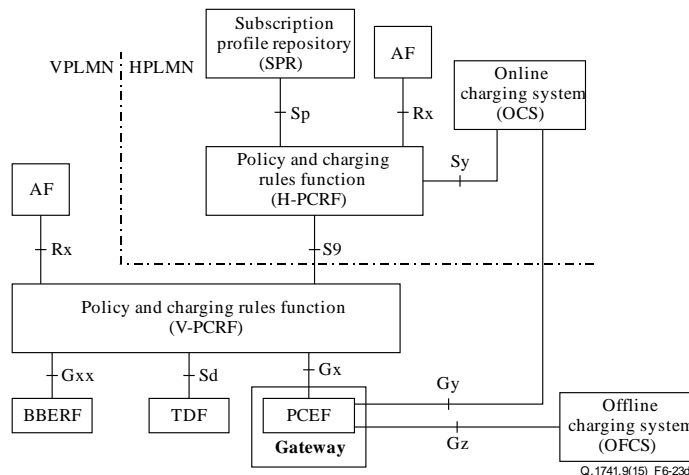 Subscription
profile repository
(SPR)
AF
VPLMN
HPLMN
Online
charging system
(OCS)
Sp
Rx
Policy and charging
rules function
(H-PCRF)
Sy
AF
Rx
S9
Policy and charging rules function
(V-PCRF)
Gxx
Sd
Gx
Gy
BBERF
TDF
PCEF
Gateway
Gz
Offline
charging system
(OFCS)
Q.1741.9(15)_F6-23d